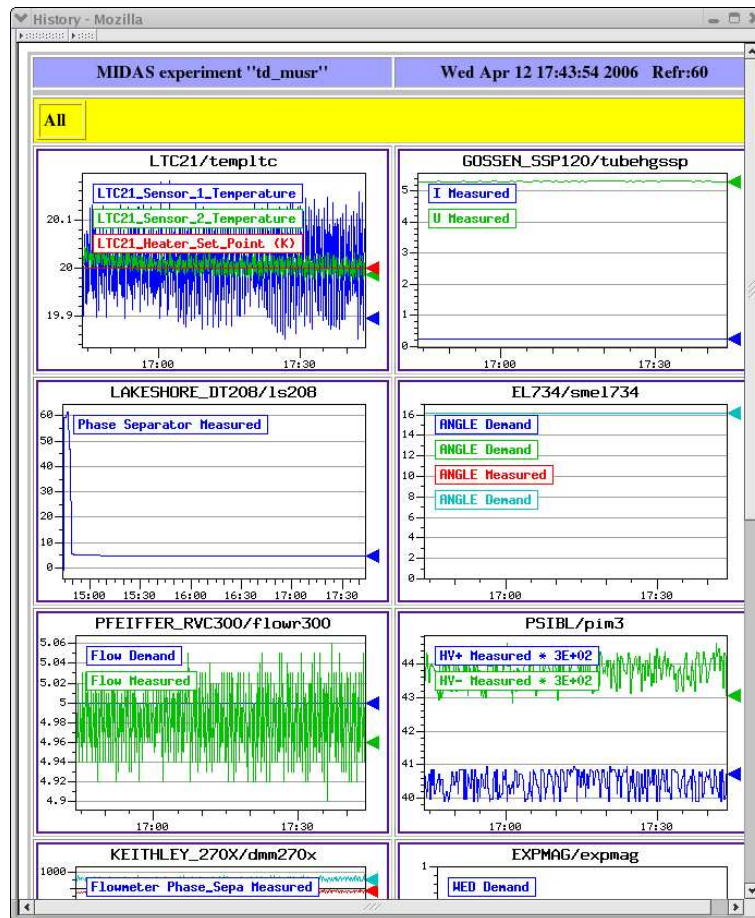 History - Mozilla
MIDAS experiment "td_musr"
Wed Apr 12 17:43:54 2006 Refr:60
All
LTC21/templtc
LTC21_Sensor_1_Temperature
LTC21_Sensor_2_Temperature
LTC21_Heater_Set_Point (K)
20.1
20
19.9
17:00 17:30
GOSSEN_SSP120/tubehgssp
I Measured
U Measured
5
4
3
2
1
0
17:00 17:30
LAKESHORE_DT208/ls208
Phase Separator Measured
60
50
40
30
20
10
0
15:00 15:30 16:00 16:30 17:00 17:30
EL734/smel734
ANGLE Demand
ANGLE Demand
ANGLE Measured
ANGLE Demand
16
14
12
10
8
6
4
2
0
17:00 17:30
PFEIFFER_RVC300/flowr300
Flow Demand
Flow Measured
5.06
5.04
5.02
5
4.98
4.96
4.94
4.92
4.9
17:00 17:30
PSIBL/pim3
HV+ Measured * 3E+02
HV- Measured * 3E+02
44
43
42
41
40
17:00 17:30
KEITHLEY_270X/dmm270x
1000
Flowmeter Phase_Sepa Measured
EXPMAG/expmag
1
WED Demand